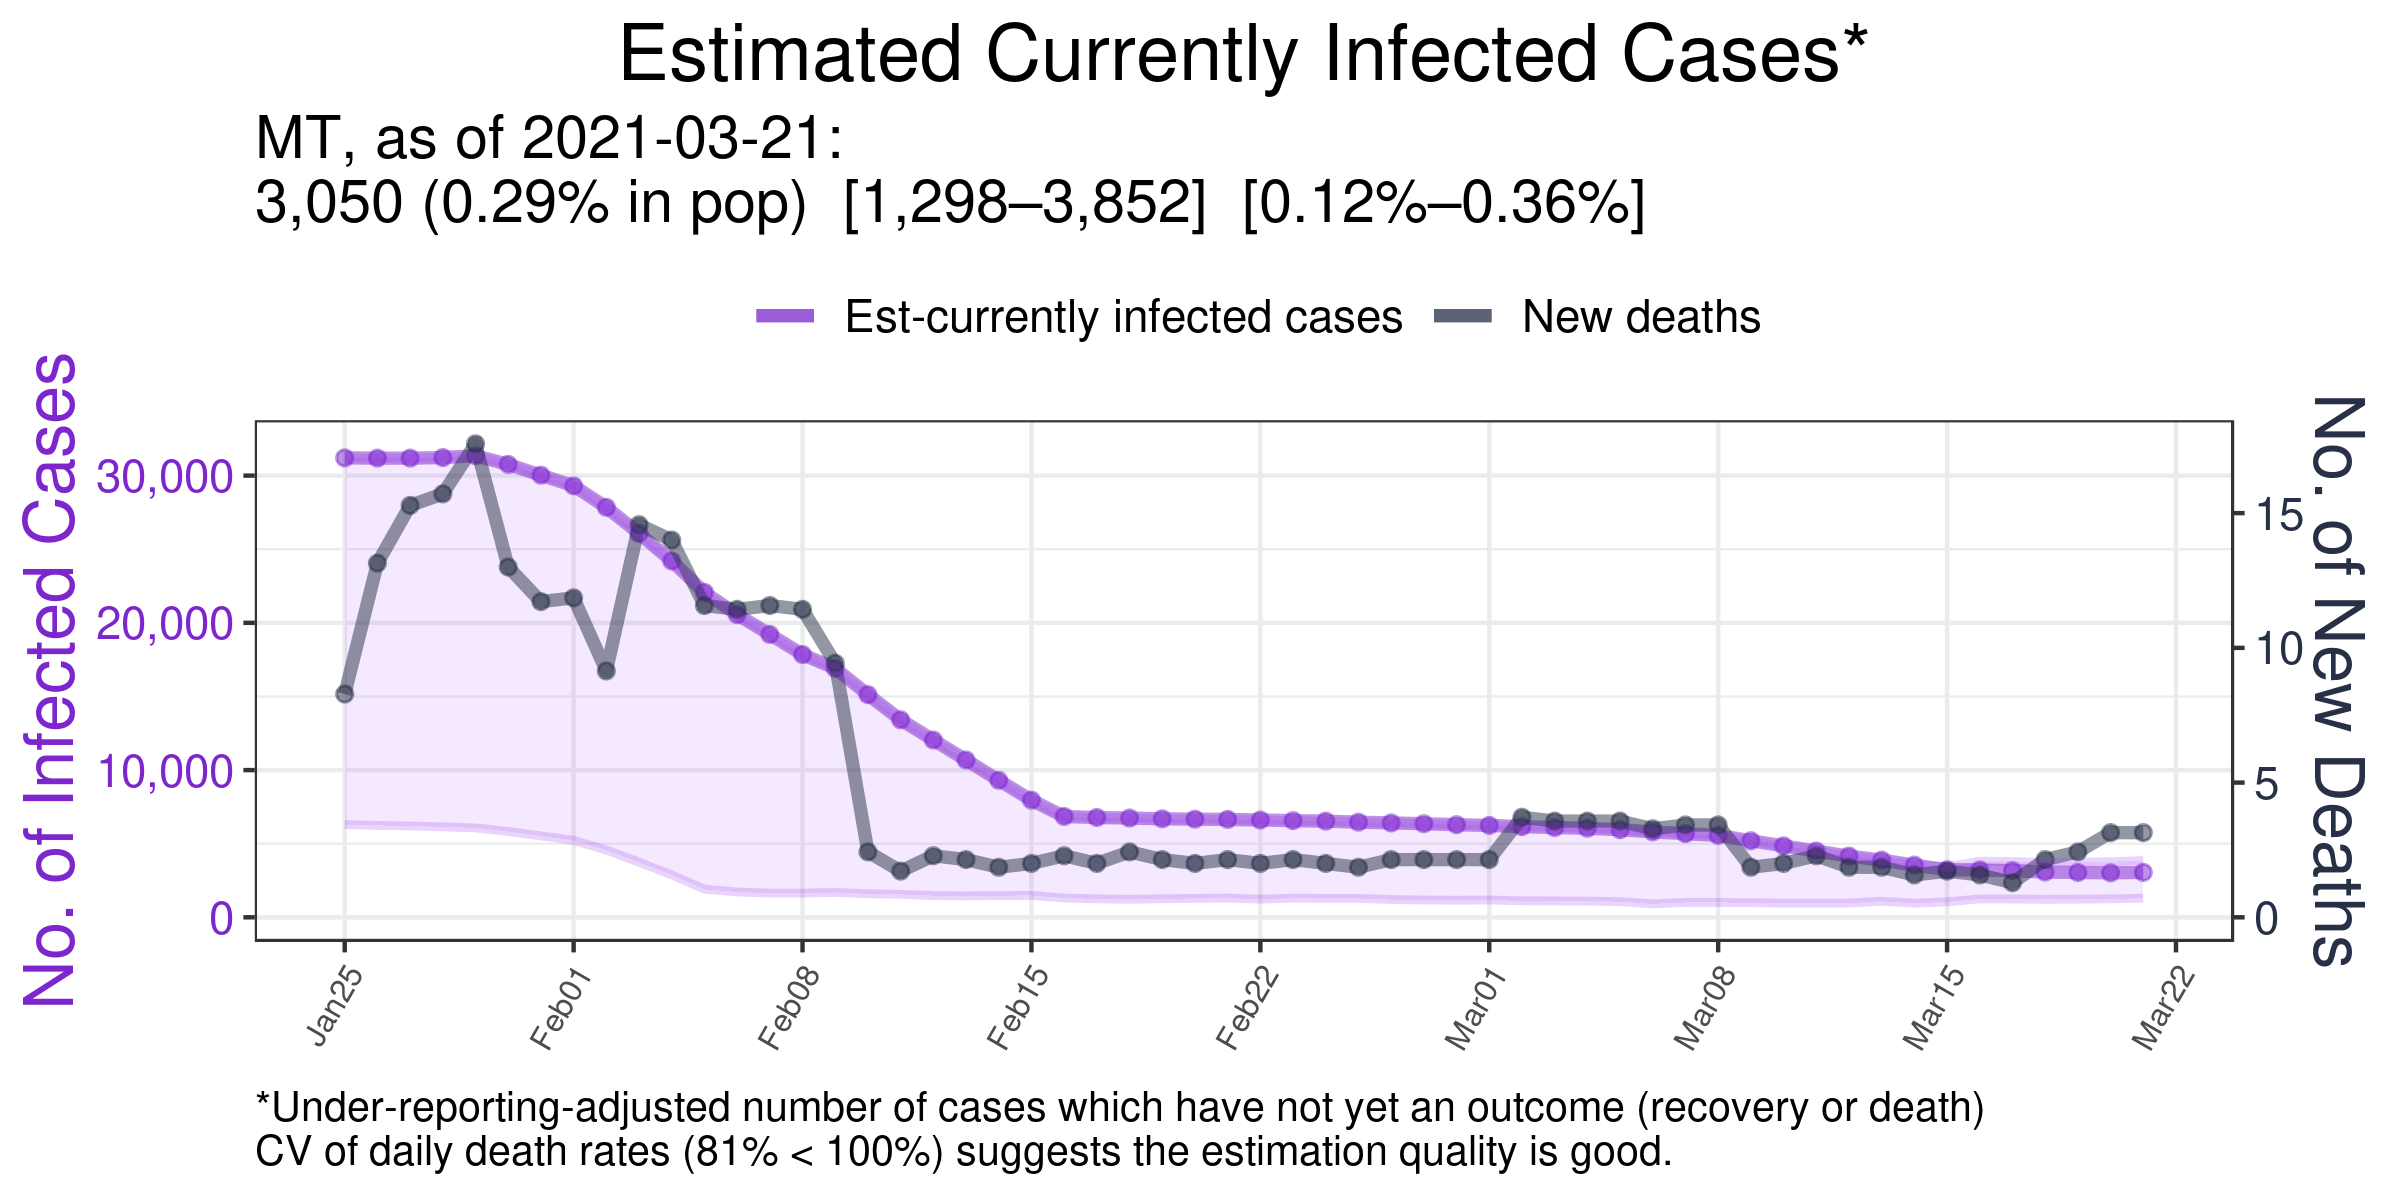 Estimated Currently Infected Cases*
MT, as of 2021-03-21:
3,050 (0.29% in pop)  [1,298–3,852]  [0.12%–0.36%]
Est-currently infected cases
New deaths
No. of Infected Cases
30,000
20,000
10,000
0
No. of New Deaths
15
10
5
0
Jan25
Feb01
Feb08
Feb15
Feb22
Mar01
Mar08
Mar15
Mar22
*Under-reporting-adjusted number of cases which have not yet an outcome (recovery or death)
CV of daily death rates (81% < 100%) suggests the estimation quality is good.